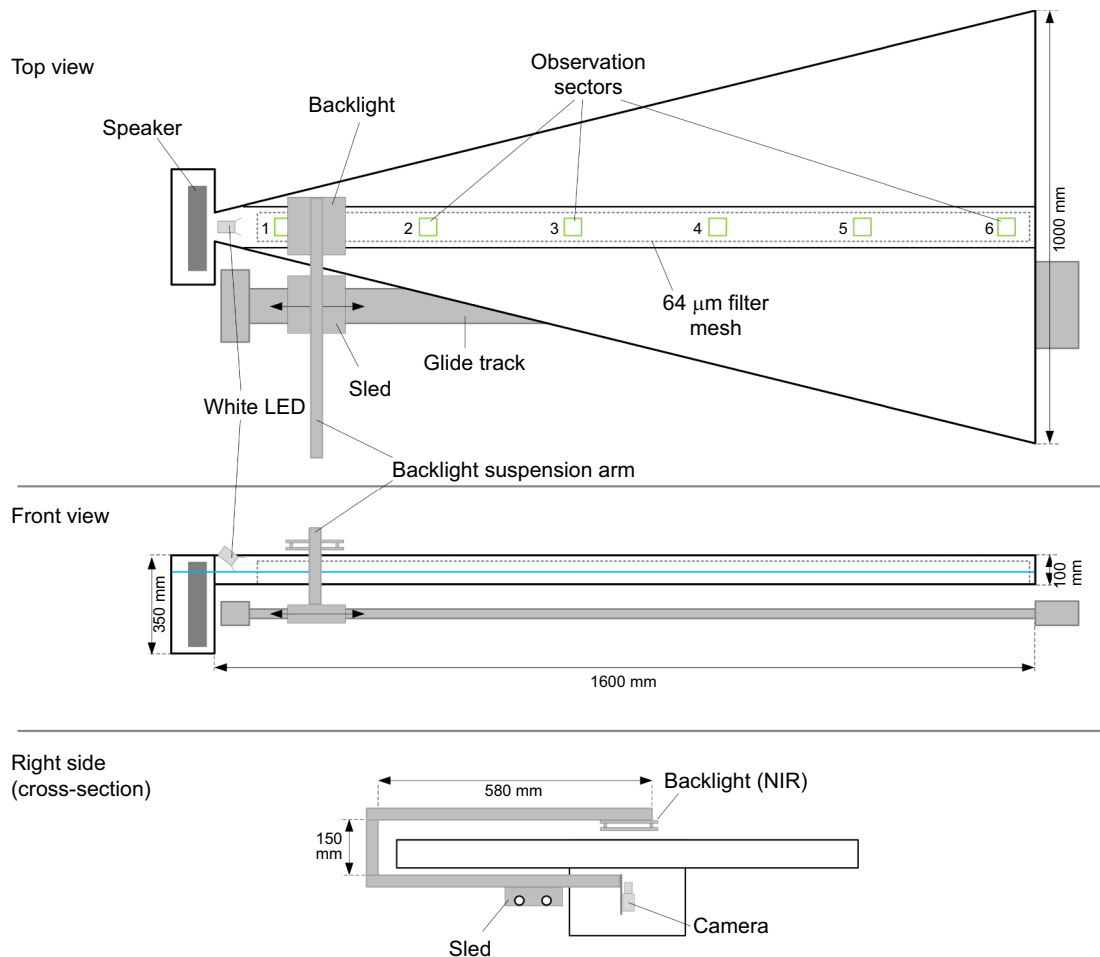 Top view
Speaker
Backlight
Observation
sectors
1
2
3
4
5
6
1000 mm
64 μm filter
mesh
Glide track
Sled
White LED
Backlight suspension arm
Front view
350 mm
100
mm
1600 mm
Right side
(cross-section)
580 mm
Backlight (NIR)
150
mm
Sled
Camera